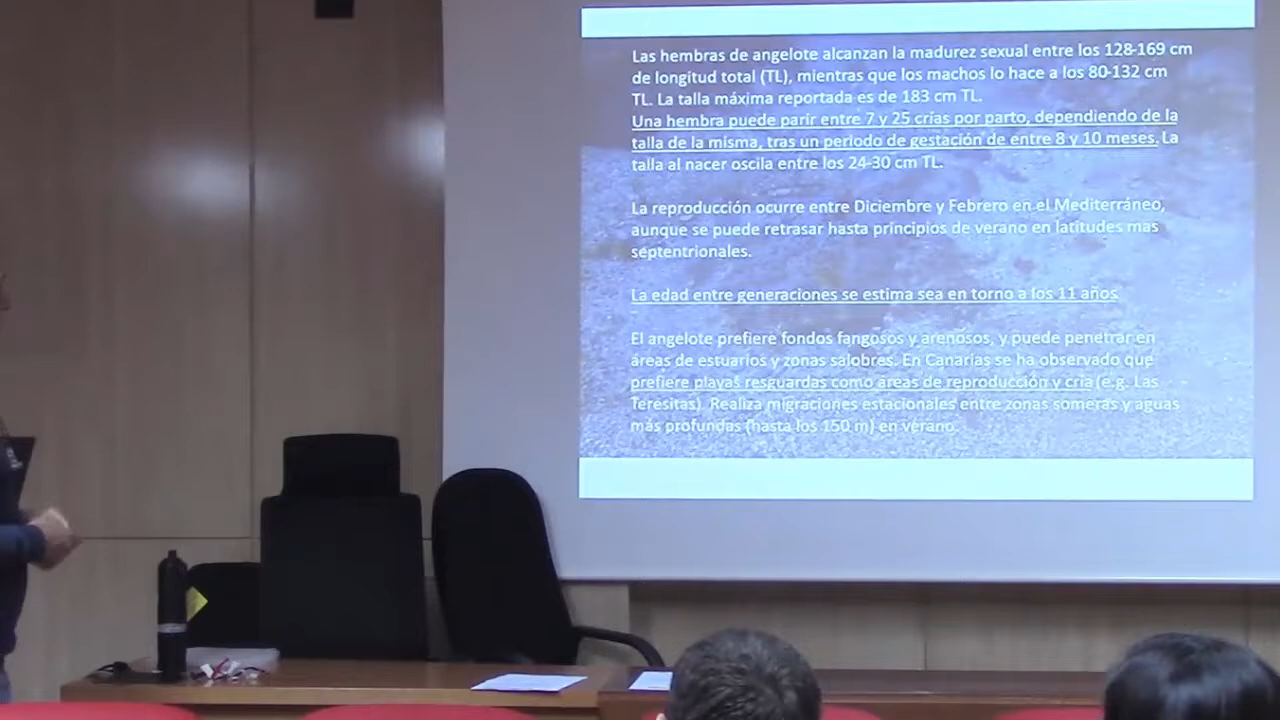 Las hembras de angelote alcanzan la madurez sexual entre los 128-169 cm
de longitud total (TL), mientras que los machos lo hace a los 80-132 cm
TL. La talla máxima reportada es de 183 cm TL.
Una hembra puede parir entre 7 y 25 crías por parto, dependiendo de la
talla de la misma, tras un periodo de gestación de entre 8 y 10 meses. La
talla al nacer oscila entre los 24-30 cm TL.
La reproducción ocurre entre Diciembre y Febrero en el Mediterráneo,
aunque se puede retrasar hasta principios de verano en latitudes mas
septentrionales.
La edad entre generaciones se estima sea en torno a los 11 años.
El angelote prefiere fondos fangosos y arenosos, y puede penetrar en
áreas de estuarios y zonas salobres. En Canarias se ha observado que
prefiere playas resguardas como áreas de reproducción y cría (e.g. Las
Teresitas). Realiza migraciones estacionales entre zonas someras y aguas
más profundas (hasta los 150 m) en verano.